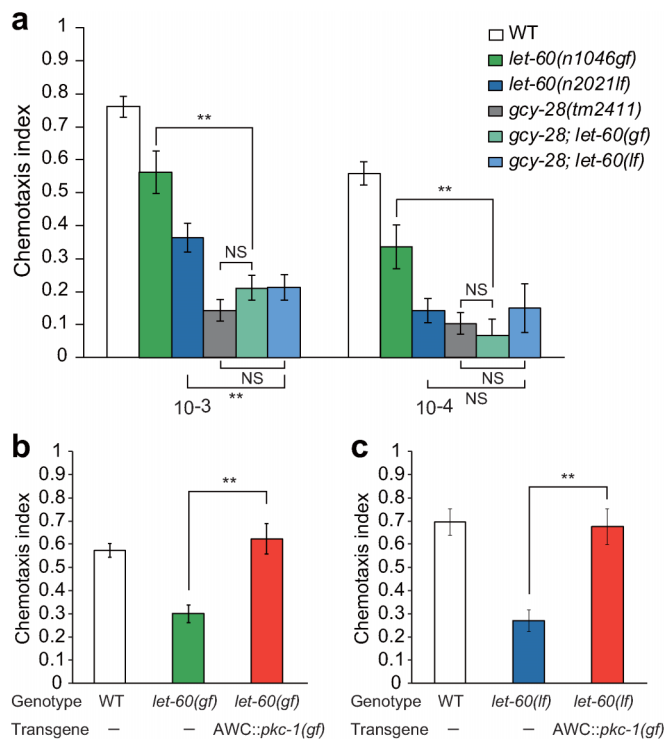 a
1
0.9
0.8
0.7
0.6
0.5
0.4
0.3
0.2
0.1
0
Chemotaxis index
WT
let-60(n1046gf)
let-60(n2021lf)
gcy-28(tm2411)
gcy-28; let-60(gf)
gcy-28; let-60(lf)
**
NS
NS
**
10-3
**
NS
NS
NS
10-4
b
1
0.9
0.8
0.7
0.6
0.5
0.4
0.3
0.2
0.1
0
Chemotaxis index
**
Genotype WT let-60(gf) let-60(gf)
Transgene – – AWC::pkc-1(gf)
c
1
0.9
0.8
0.7
0.6
0.5
0.4
0.3
0.2
0.1
0
Chemotaxis index
**
Genotype WT let-60(lf) let-60(lf)
Transgene – – AWC::pkc-1(gf)